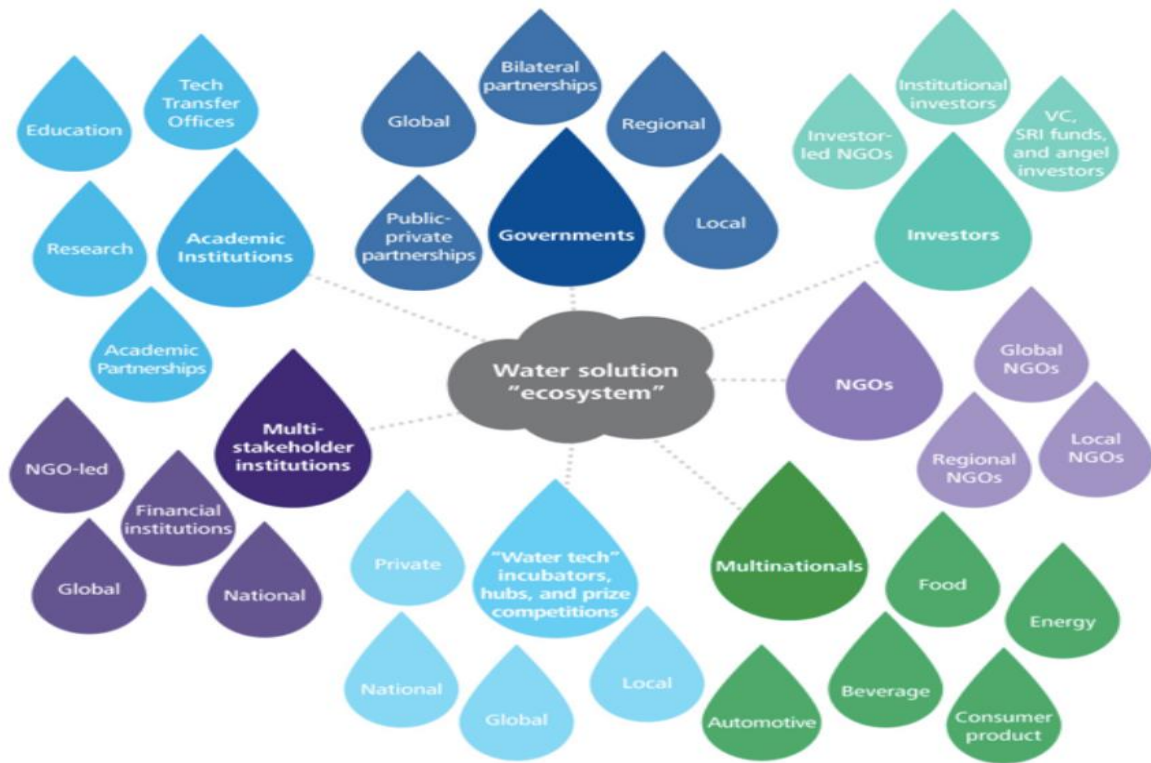 Education
Tech
Transfer
Offices
Research
Academic
Institutions
Academic
Partnerships
Global
Bilateral
partnerships
Regional
Public-
private
partnerships
Governments
Local
Investor-
led NGOs
Institutional
investors
VC,
SRI funds,
and angel
investors
Investors
Water solution
"ecosystem"
NGOs
Global
NGOs
Regional
NGOs
Local
NGOs
Multi-
stakeholder
institutions
NGO-led
Financial
institutions
Global
National
"Water tech"
incubators,
hubs, and prize
competitions
Private
National
Global
Local
Multinationals
Food
Energy
Automotive
Beverage
Consumer
product